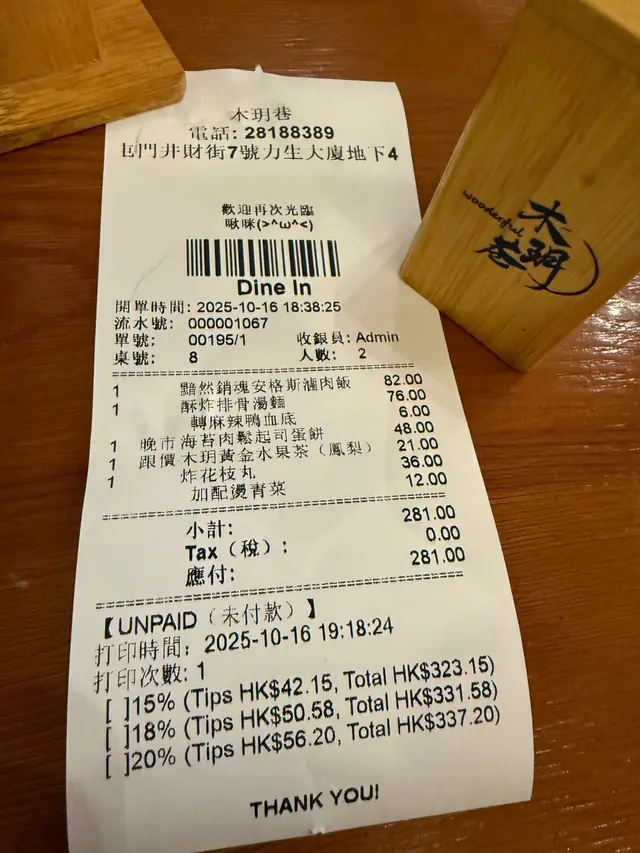 木玥巷
電話: 28188389
屯門井財街7號力生大廈地下4
歡迎再次光臨
啾咪(>^ω^<)
Dine In
開單時間: 2025-10-16 18:38:25
流水號: 000001067
單號: 00195/1 收銀員: Admin
桌號: 8 人數: 2
1 黯然銷魂安格斯滷肉飯 82.00
1 酥炸排骨湯麵 76.00
轉麻辣鴨血底 6.00
1 晚市 海苔肉鬆起司蛋餅 48.00
1 跟價 木玥黃金水果茶（鳳梨） 21.00
1 炸花枝丸 36.00
加配燙青菜 12.00
小計: 281.00
Tax（稅）: 0.00
應付: 281.00
【UNPAID（未付款）】
打印時間: 2025-10-16 19:18:24
打印次數: 1
[ ]15% (Tips HK$42.15, Total HK$323.15)
[ ]18% (Tips HK$50.58, Total HK$331.58)
[ ]20% (Tips HK$56.20, Total HK$337.20)
THANK YOU!
wooderful
木玥巷